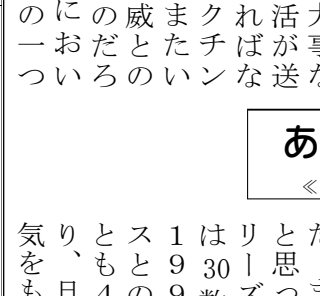 大事な
活が送
ればな
クチン
またい
威との
のだろ
におい
の一つ
あ
≪
た
と思つ
リーズ
は30数
199
スとの
とも4
り、
気をも